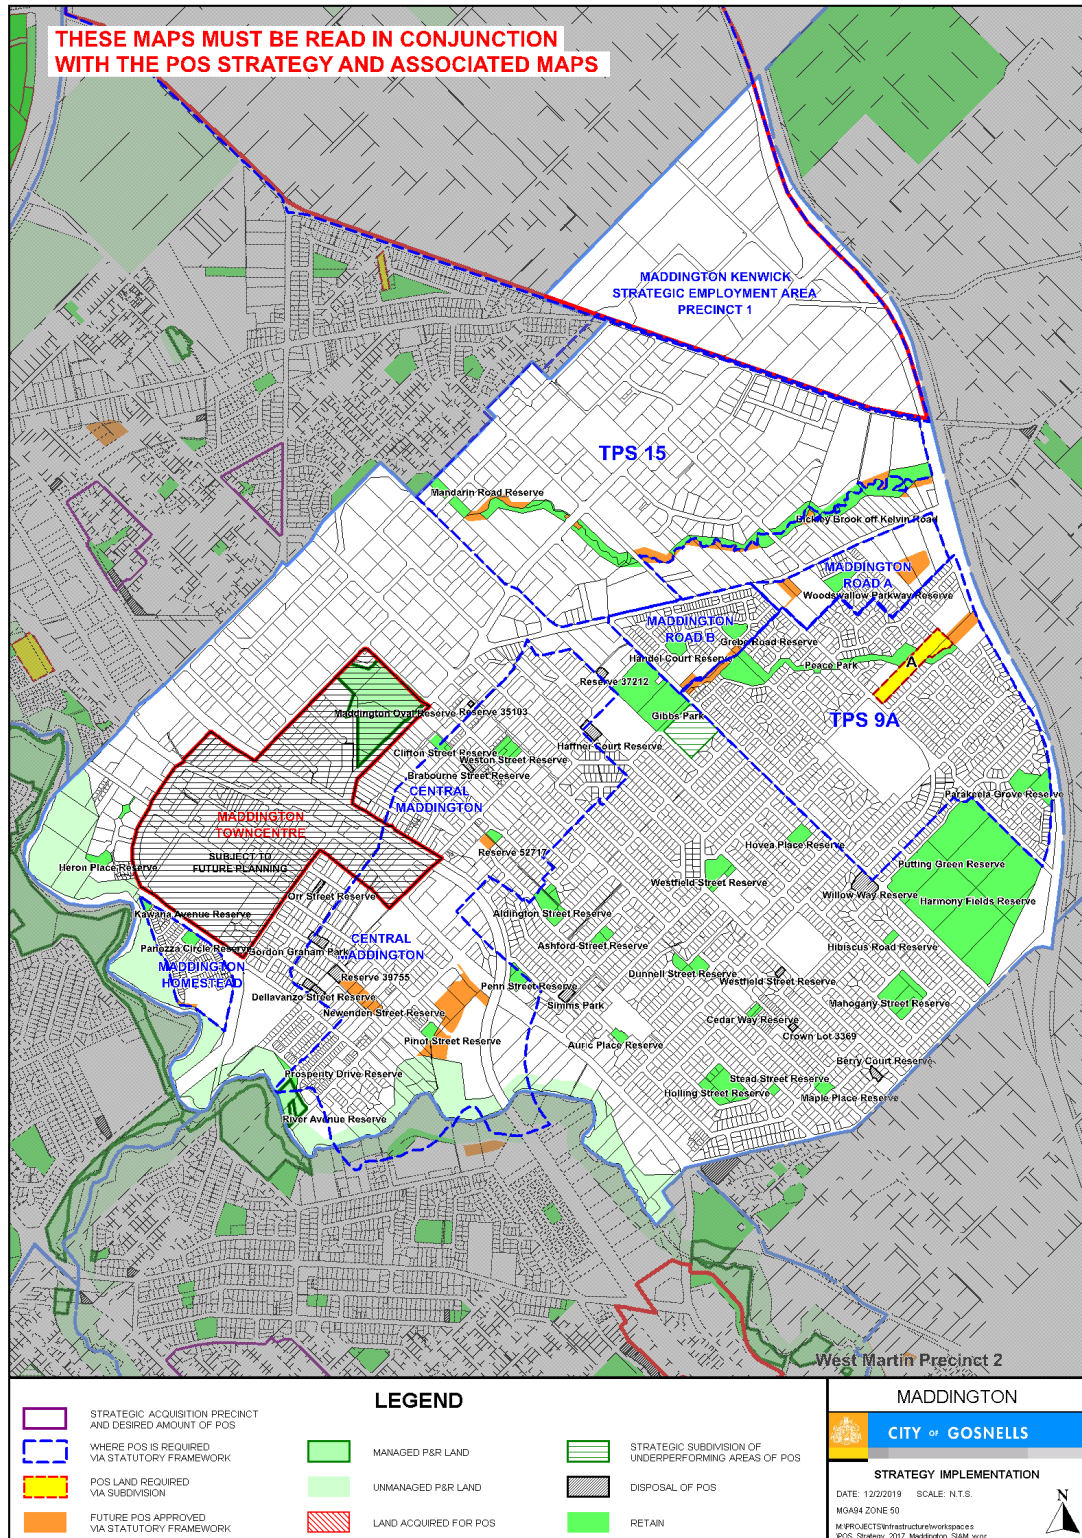 THESE MAPS MUST BE READ IN CONJUNCTION
WITH THE POS STRATEGY AND ASSOCIATED MAPS
MADDINGTON KENWICK
STRATEGIC EMPLOYMENT AREA
PRECINCT 1
TPS 15
Mandarin Road Reserve
Bickley Brook off Kelvin Road
MADDINGTON
ROAD A
Woodswallow Parkway Reserve
MADDINGTON
ROAD B
Grebe Road Reserve
Handel Court Reserve
Peace Park
A
Reserve 37212
TPS 9A
Gibbs Park
Maddington Oval Reserve
Reserve 35103
Haffner Court Reserve
Clifton Street Reserve
Weston Street Reserve
Brabourne Street Reserve
CENTRAL
MADDINGTON
Parakeela Grove Reserve
MADDINGTON
TOWNCENTRE
SUBJECT TO
FUTURE PLANNING
Reserve 52717
Hovea Place Reserve
Heron Place Reserve
Putting Green Reserve
Westfield Street Reserve
Willow Way Reserve
Orr Street Reserve
Harmony Fields Reserve
Kawana Avenue Reserve
Aldington Street Reserve
CENTRAL
MADDINGTON
Panozza Circle Reserve
Gordon Graham Park
Ashford Street Reserve
Hibiscus Road Reserve
MADDINGTON
HOMESTEAD
Reserve 39755
Dunnell Street Reserve
Westfield Street Reserve
Penn Street Reserve
Dellavanzo Street Reserve
Simms Park
Mahogany Street Reserve
Newenden Street Reserve
Cedar Way Reserve
Crown Lot 3369
Pinot Street Reserve
Auric Place Reserve
Berry Court Reserve
Prosperity Drive Reserve
Stead Street Reserve
Holling Street Reserve
Maple Place Reserve
River Avenue Reserve
West Martin Precinct 2
LEGEND
STRATEGIC ACQUISITION PRECINCT
AND DESIRED AMOUNT OF POS
WHERE POS IS REQUIRED
VIA STATUTORY FRAMEWORK
POS LAND REQUIRED
VIA SUBDIVISION
FUTURE POS APPROVED
VIA STATUTORY FRAMEWORK
MANAGED P&R LAND
UNMANAGED P&R LAND
LAND ACQUIRED FOR POS
STRATEGIC SUBDIVISION OF
UNDERPERFORMING AREAS OF POS
DISPOSAL OF POS
RETAIN
MADDINGTON
CITY OF GOSNELLS
STRATEGY IMPLEMENTATION
DATE: 12/2/2019 SCALE: N.T.S.
MGA94 ZONE 50
N
M:\PROJECTS\Infrastructure\workspaces
\POS_Strategy_2017_Maddington_SIAM.wor